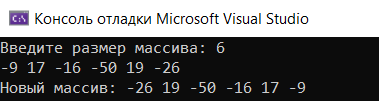 Консоль отладки Microsoft Visual Studio
Введите размер массива: 6
-9 17 -16 -50 19 -26
Новый массив: -26 19 -50 -16 17 -9